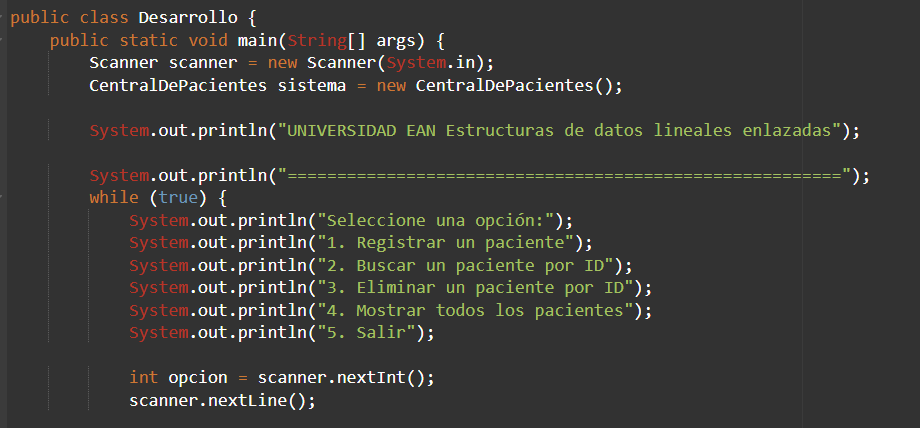 public class Desarrollo {
    public static void main(String[] args) {
        Scanner scanner = new Scanner(System.in);
        CentralDePacientes sistema = new CentralDePacientes();

        System.out.println("UNIVERSIDAD EAN Estructuras de datos lineales enlazadas");

        System.out.println("========================================================");
        while (true) {
            System.out.println("Seleccione una opción:");
            System.out.println("1. Registrar un paciente");
            System.out.println("2. Buscar un paciente por ID");
            System.out.println("3. Eliminar un paciente por ID");
            System.out.println("4. Mostrar todos los pacientes");
            System.out.println("5. Salir");

            int opcion = scanner.nextInt();
            scanner.nextLine();